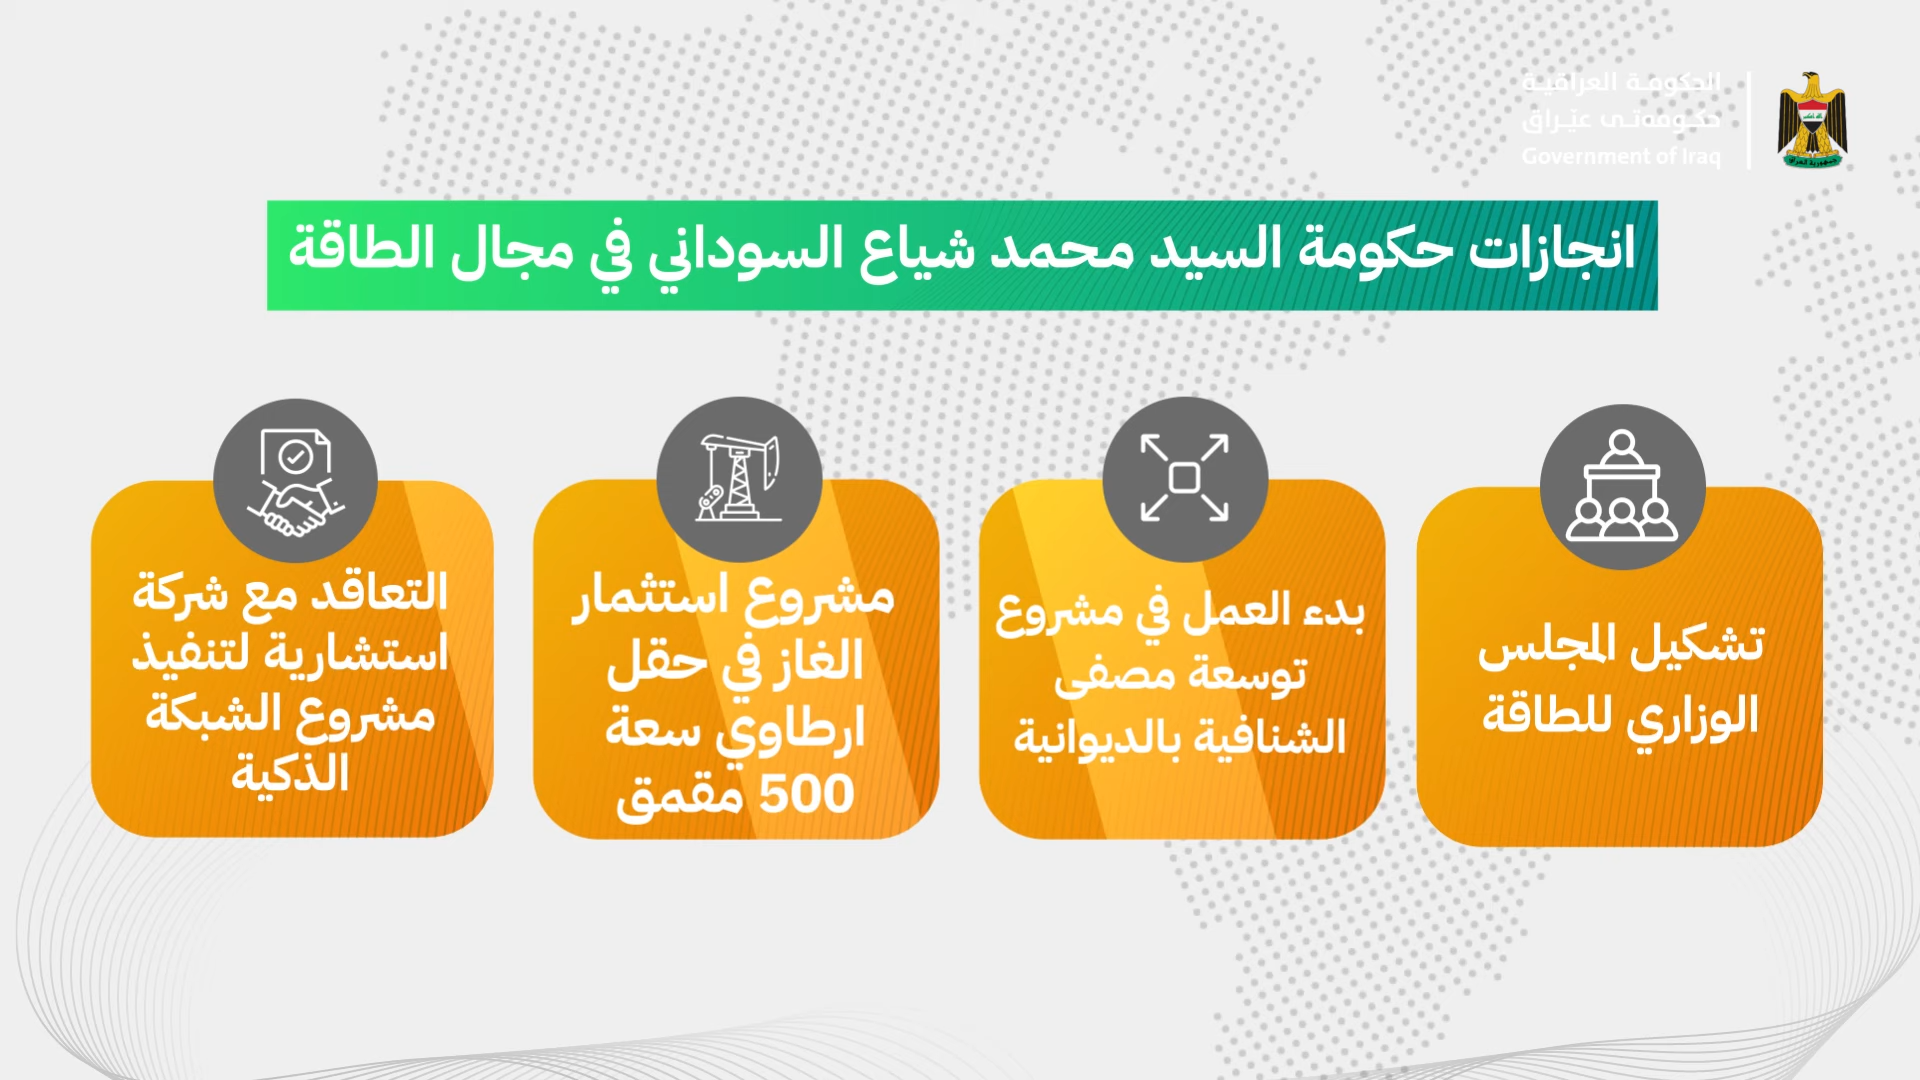 الحكومة العراقية
حكومەتی عێراق
Government of Iraq
انجازات حكومة السيد محمد شياع السوداني في مجال الطاقة
تشكيل المجلس
الوزاري للطاقة
بدء العمل في مشروع
توسعة مصفى
الشنافية بالديوانية
مشروع استثمار
الغاز في حقل
ارطاوي سعة
500 مقمق
التعاقد مع شركة
استشارية لتنفيذ
مشروع الشبكة
الذكية